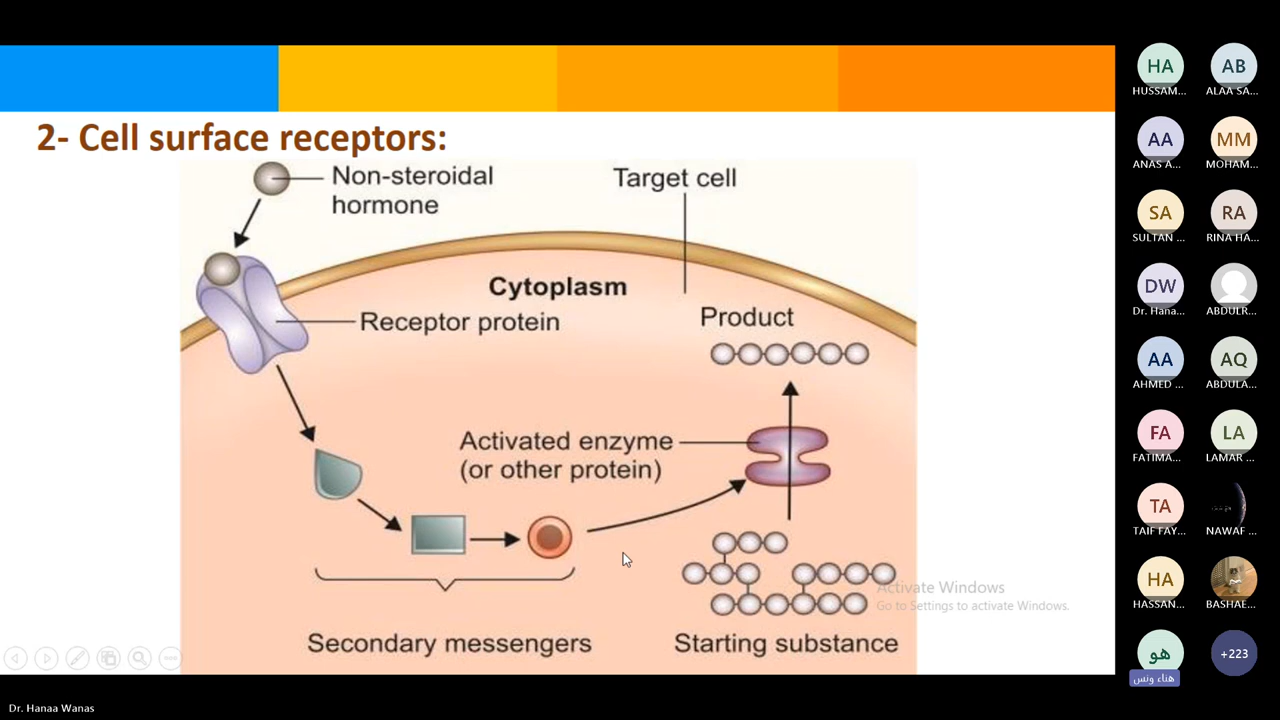 2- Cell surface receptors:
Non-steroidal
hormone
Target cell
Cytoplasm
Receptor protein
Product
Activated enzyme
(or other protein)
Secondary messengers
Starting substance
Activate Windows
Go to Settings to activate Windows.
HA
HUSSAM...
AB
ALAA SA...
AA
ANAS A...
MM
MOHAM...
SA
SULTAN ...
RA
RINA HA...
DW
Dr. Hana...
ABDULR...
AA
AHMED ...
AQ
ABDULA...
FA
FATIMA...
LA
LAMAR ...
TA
TAIF FAY...
NAWAF ...
HA
HASSAN...
BASHAE...
هو
هناء ونس
+223
Dr. Hanaa Wanas